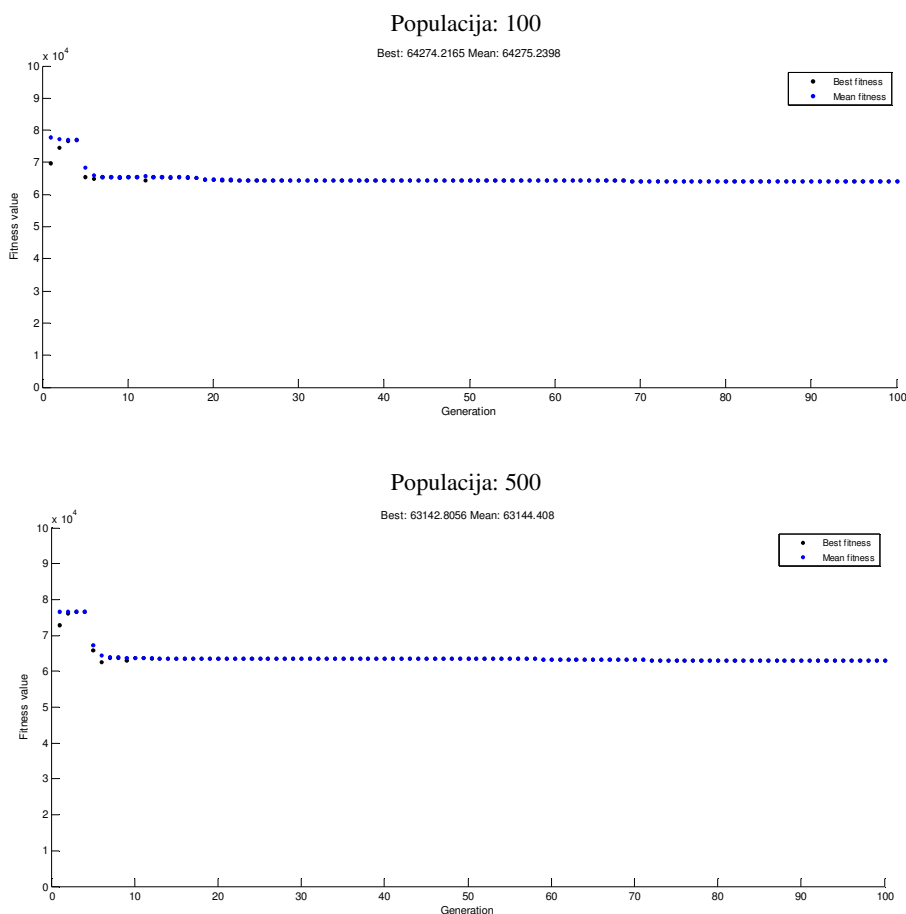 Populacija: 100
Best: 64274.2165 Mean: 64275.2398
x 10^4
10
9
8
7
6
5
4
3
2
1
0
Fitness value
Best fitness
Mean fitness
0 10 20 30 40 50 60 70 80 90 100
Generation
Populacija: 500
Best: 63142.8056 Mean: 63144.408
x 10^4
10
9
8
7
6
5
4
3
2
1
0
Fitness value
Best fitness
Mean fitness
0 10 20 30 40 50 60 70 80 90 100
Generation